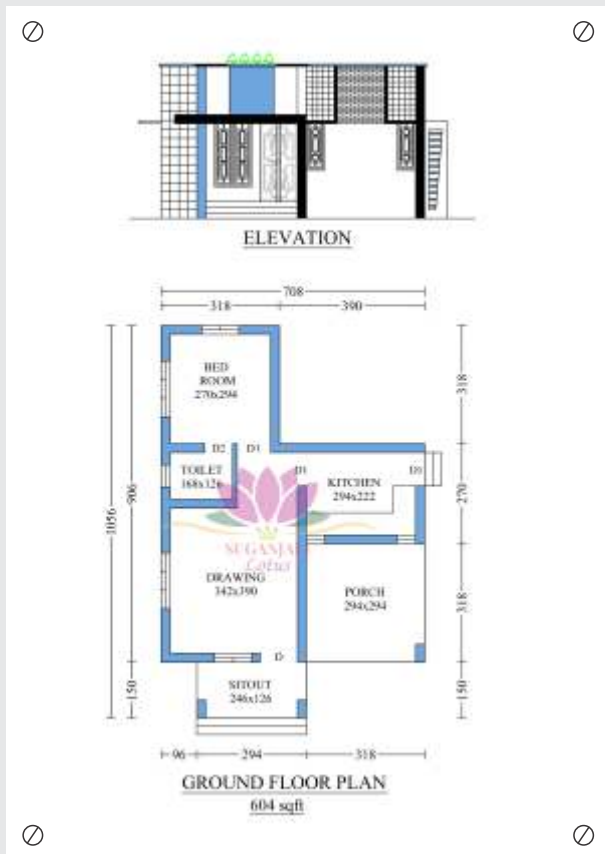 ELEVATION
708
318 390
BED
ROOM
270x294
318
D2 D1
TOILET
168x126
D1
KITCHEN
294x222
D1
270
906
1056
SUGANJALI
Lotus
DRAWING
342x390
PORCH
294x294
318
D
SITOUT
246x126
150
150
96 294 318
GROUND FLOOR PLAN
604 sqft